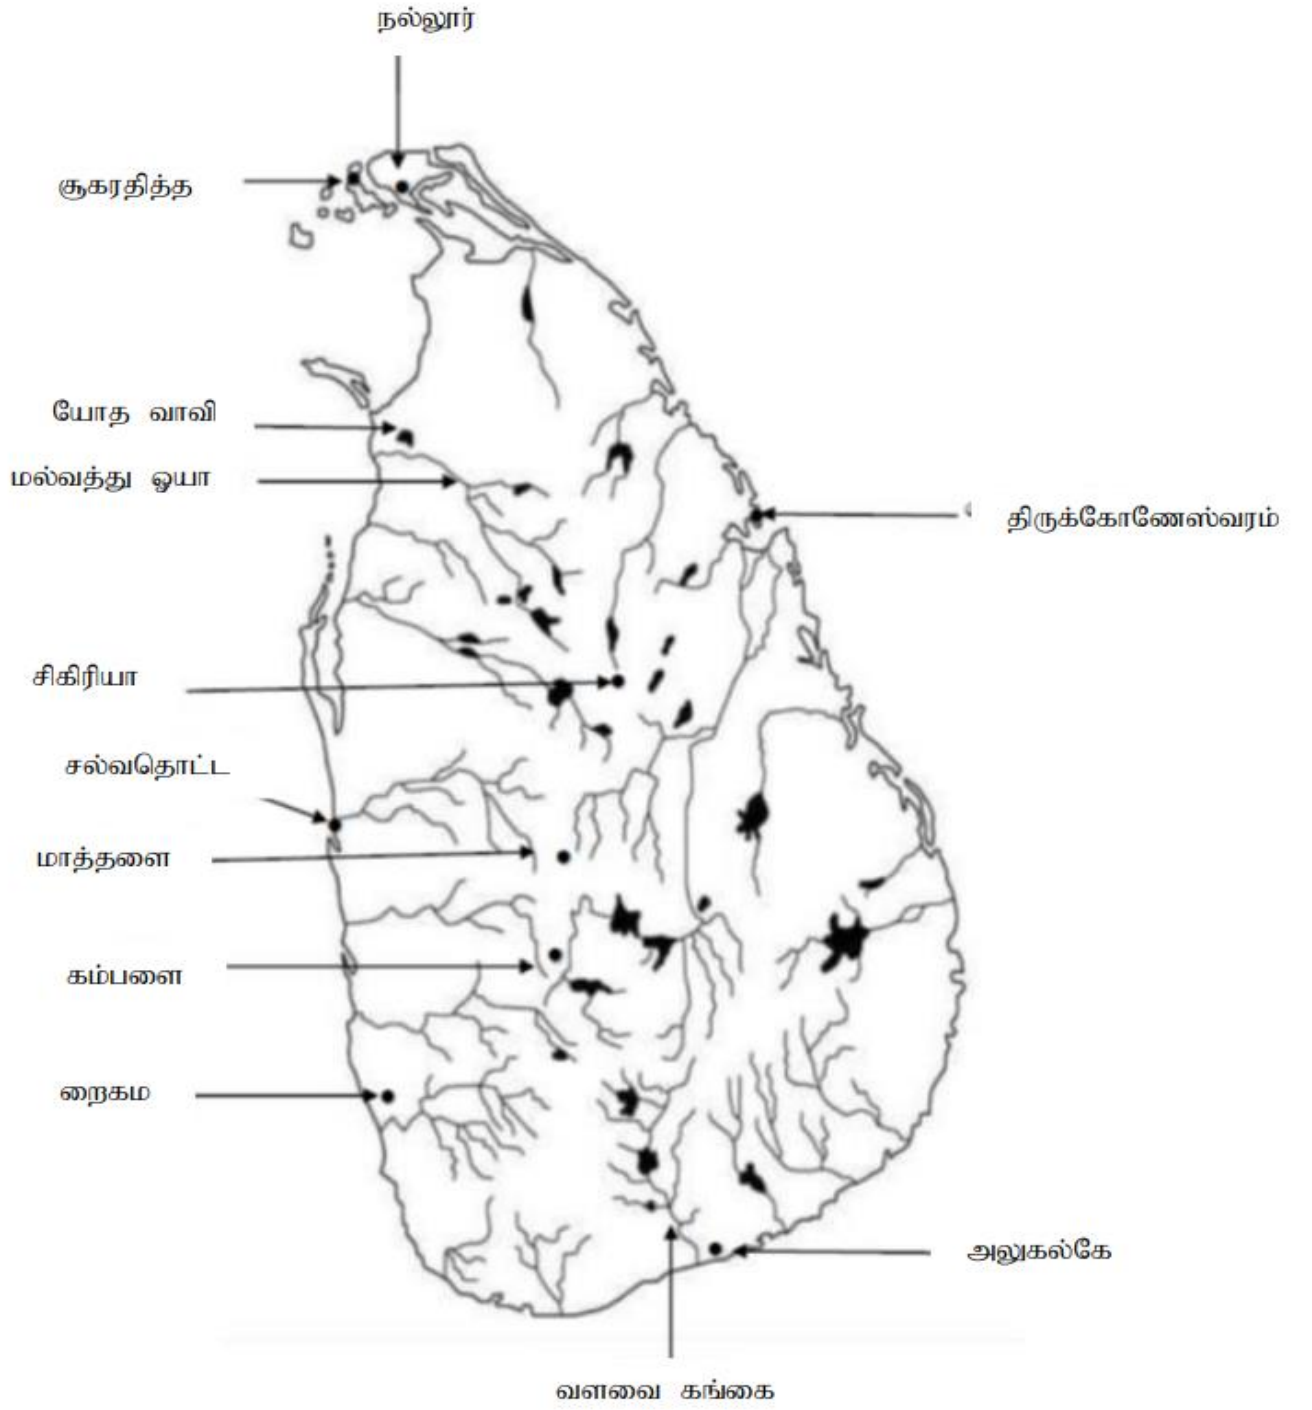 நல்லூர்
சூகரதித்த
யோத வாவி
மல்வத்து ஓயா
திருக்கோணேஸ்வரம்
சிகிரியா
சல்வதொட்ட
மாத்தளை
கம்பளை
றைகம
அலுகல்கே
வளவை கங்கை